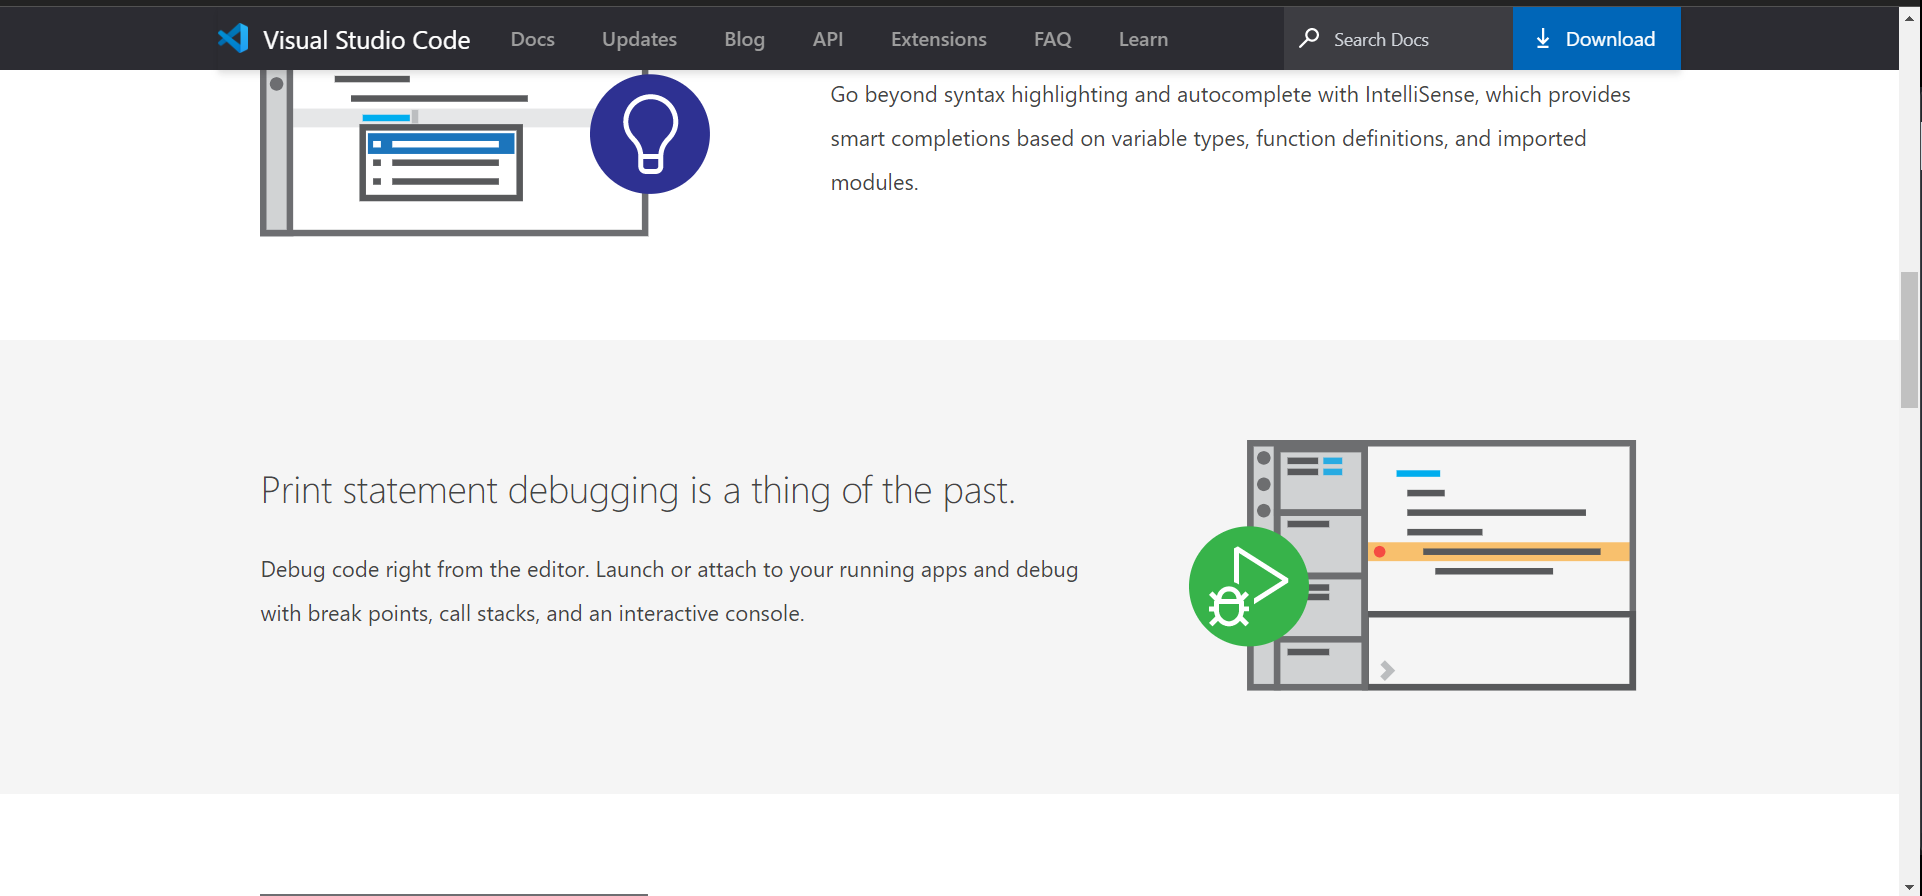 Visual Studio Code Docs Updates Blog API Extensions FAQ Learn Search Docs Download
Go beyond syntax highlighting and autocomplete with IntelliSense, which provides
smart completions based on variable types, function definitions, and imported
modules.
Print statement debugging is a thing of the past.
Debug code right from the editor. Launch or attach to your running apps and debug
with break points, call stacks, and an interactive console.